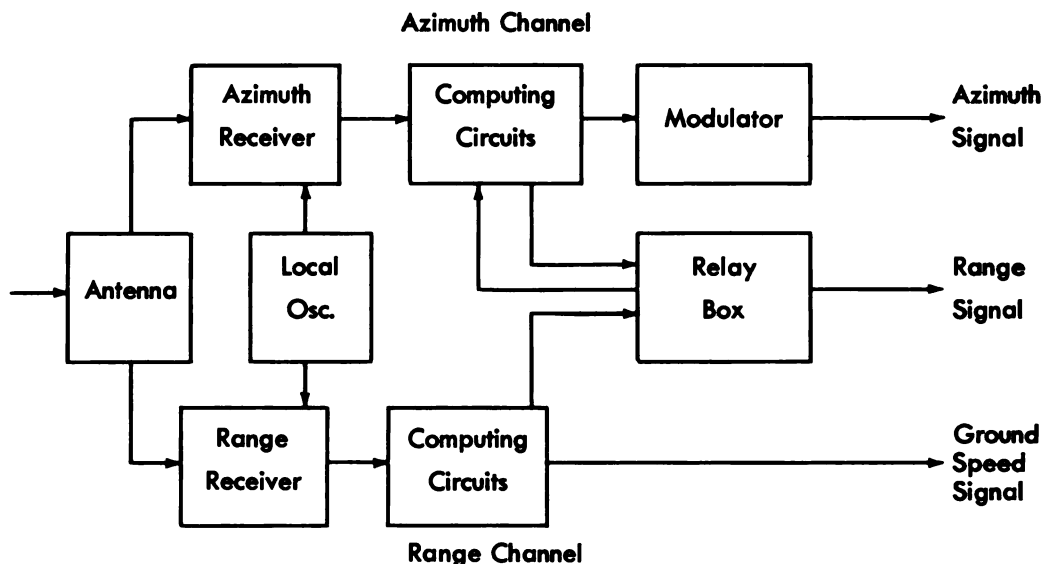 Azimuth Channel
Azimuth
Receiver
Computing
Circuits
Modulator
Azimuth
Signal
Antenna
Local
Osc.
Relay
Box
Range
Signal
Range
Receiver
Computing
Circuits
Ground
Speed
Signal
Range Channel